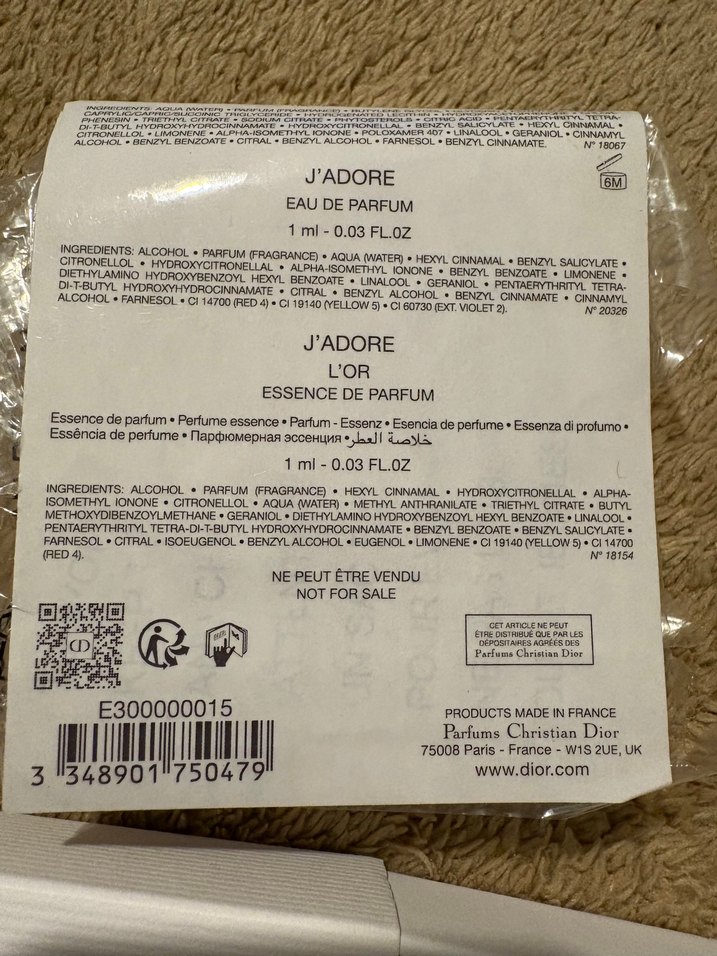 INGREDIENTS: AQUA (WATER) • PARFUM (FRAGRANCE) • BUTYLENE GLYCOL
CAPRYLIC/CAPRIC/SUCCINIC TRIGLYCERIDE • HYDROGENATED LECITHIN •
PHENESIN • TRIETHYL CITRATE • SODIUM CITRATE • PHYTOSTEROLS • CITRIC ACID • PENTAERYTHRITYL TETRA-
DI-T-BUTYL HYDROXYHYDROCINNAMATE • HYDROXYCITRONELLAL • BENZYL SALICYLATE • HEXYL CINNAMAL •
CITRONELLOL • LIMONENE • ALPHA-ISOMETHYL IONONE • POLOXAMER 407 • LINALOOL • GERANIOL • CINNAMYL
ALCOHOL • BENZYL BENZOATE • CITRAL • BENZYL ALCOHOL • FARNESOL • BENZYL CINNAMATE. N° 18067
6M
J'ADORE
EAU DE PARFUM
1 ml - 0.03 FL.OZ
INGREDIENTS: ALCOHOL • PARFUM (FRAGRANCE) • AQUA (WATER) • HEXYL CINNAMAL • BENZYL SALICYLATE •
CITRONELLOL • HYDROXYCITRONELLAL • ALPHA-ISOMETHYL IONONE • BENZYL BENZOATE • LIMONENE •
DIETHYLAMINO HYDROXYBENZOYL HEXYL BENZOATE • LINALOOL • GERANIOL • PENTAERYTHRITYL TETRA-
DI-T-BUTYL HYDROXYHYDROCINNAMATE • CITRAL • BENZYL ALCOHOL • BENZYL CINNAMATE • CINNAMYL
ALCOHOL • FARNESOL • CI 14700 (RED 4) • CI 19140 (YELLOW 5) • CI 60730 (EXT. VIOLET 2). N° 20326
J'ADORE
L'OR
ESSENCE DE PARFUM
Essence de parfum • Perfume essence • Parfum - Essenz • Esencia de perfume • Essenza di profumo •
Essência de perfume • Парфюмерная эссенция • خلاصة العطر
1 ml - 0.03 FL.OZ
INGREDIENTS: ALCOHOL • PARFUM (FRAGRANCE) • HEXYL CINNAMAL • HYDROXYCITRONELLAL • ALPHA-
ISOMETHYL IONONE • CITRONELLOL • AQUA (WATER) • METHYL ANTHRANILATE • TRIETHYL CITRATE • BUTYL
METHOXYDIBENZOYLMETHANE • GERANIOL • DIETHYLAMINO HYDROXYBENZOYL HEXYL BENZOATE • LINALOOL •
PENTAERYTHRITYL TETRA-DI-T-BUTYL HYDROXYHYDROCINNAMATE • BENZYL BENZOATE • BENZYL SALICYLATE •
FARNESOL • CITRAL • ISOEUGENOL • BENZYL ALCOHOL • EUGENOL • LIMONENE • CI 19140 (YELLOW 5) • CI 14700
(RED 4). N° 18154
NE PEUT ÊTRE VENDU
NOT FOR SALE
CD
CET ARTICLE NE PEUT
ÊTRE DISTRIBUÉ QUE PAR LES
DÉPOSITAIRES AGRÉÉS DES
Parfums Christian Dior
E300000015
3 348901 750479
PRODUCTS MADE IN FRANCE
Parfums Christian Dior
75008 Paris - France - W1S 2UE, UK
www.dior.com